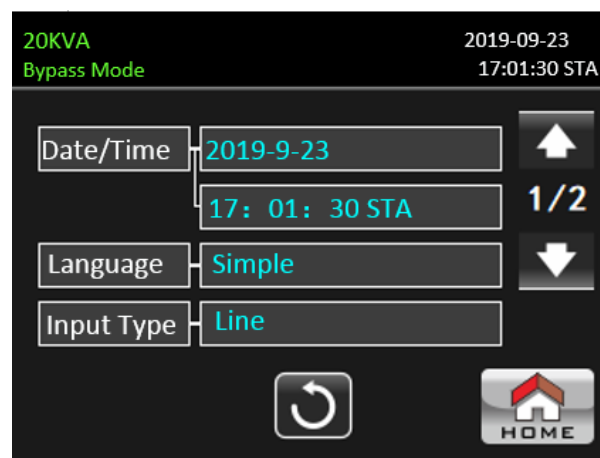 20KVA
2019-09-23
Bypass Mode
17:01:30 STA
Date/Time
2019-9-23
17： 01： 30 STA
1/2
Language
Simple
Input Type
Line
HOME